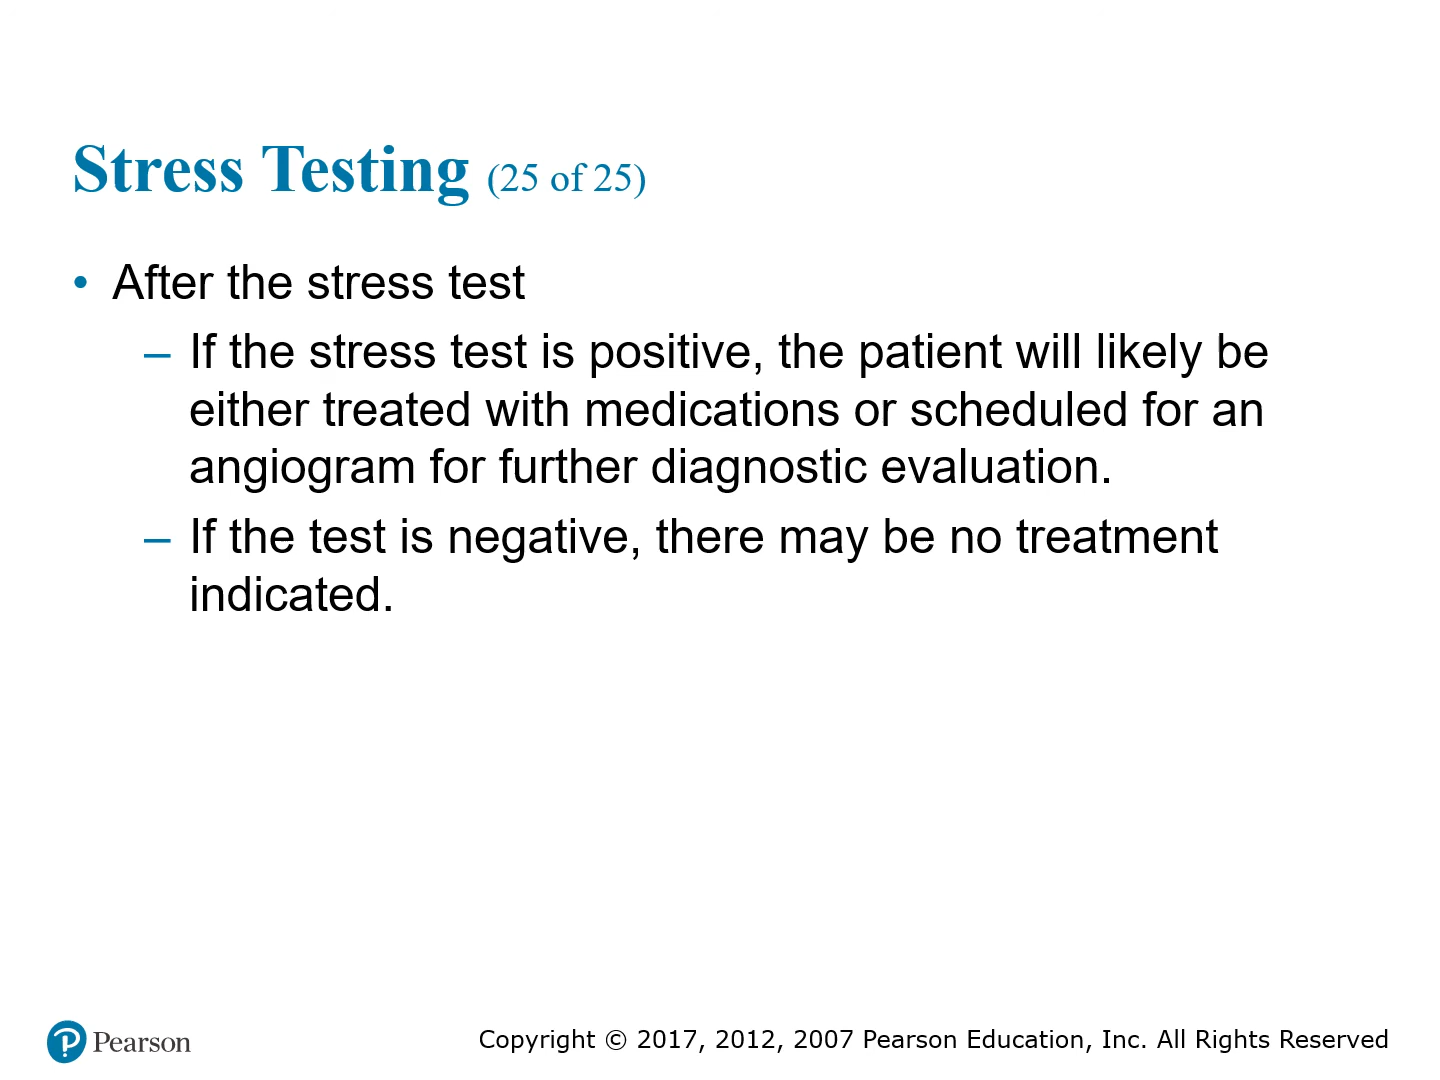 Stress Testing (25 of 25)
• After the stress test
– If the stress test is positive, the patient will likely be
either treated with medications or scheduled for an
angiogram for further diagnostic evaluation.
– If the test is negative, there may be no treatment
indicated.
Pearson
Copyright © 2017, 2012, 2007 Pearson Education, Inc. All Rights Reserved